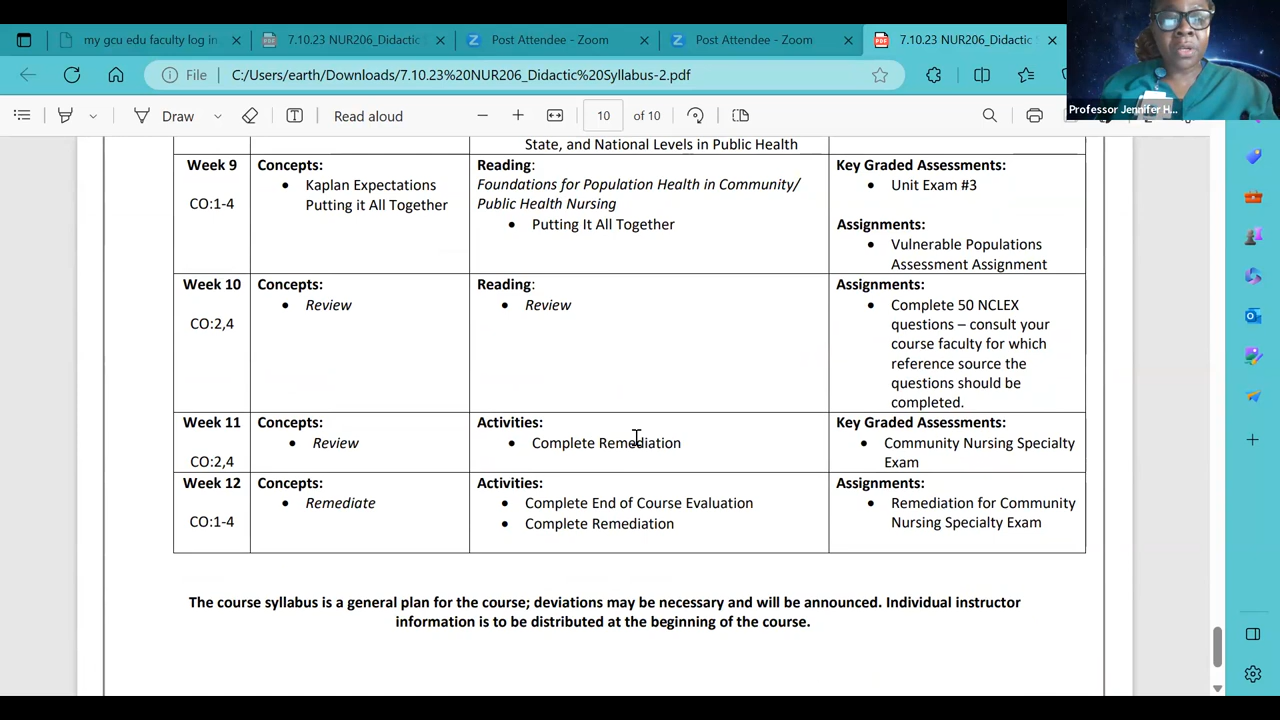 my gcu edu faculty log in
7.10.23 NUR206_Didactic
Post Attendee - Zoom
Post Attendee - Zoom
7.10.23 NUR206_Didactic
File
C:/Users/earth/Downloads/7.10.23%20NUR206_Didactic%20Syllabus-2.pdf
Professor Jennifer H...
Draw
Read aloud
10 of 10
State, and National Levels in Public Health
Week 9
CO:1-4
Concepts:
• Kaplan Expectations
Putting it All Together
Reading:
Foundations for Population Health in Community/
Public Health Nursing
• Putting It All Together
Key Graded Assessments:
• Unit Exam #3
Assignments:
• Vulnerable Populations
Assessment Assignment
Week 10
CO:2,4
Concepts:
• Review
Reading:
• Review
Assignments:
• Complete 50 NCLEX
questions – consult your
course faculty for which
reference source the
questions should be
completed.
Week 11
CO:2,4
Concepts:
• Review
Activities:
• Complete Remediation
Key Graded Assessments:
• Community Nursing Specialty
Exam
Week 12
CO:1-4
Concepts:
• Remediate
Activities:
• Complete End of Course Evaluation
• Complete Remediation
Assignments:
• Remediation for Community
Nursing Specialty Exam
The course syllabus is a general plan for the course; deviations may be necessary and will be announced. Individual instructor
information is to be distributed at the beginning of the course.